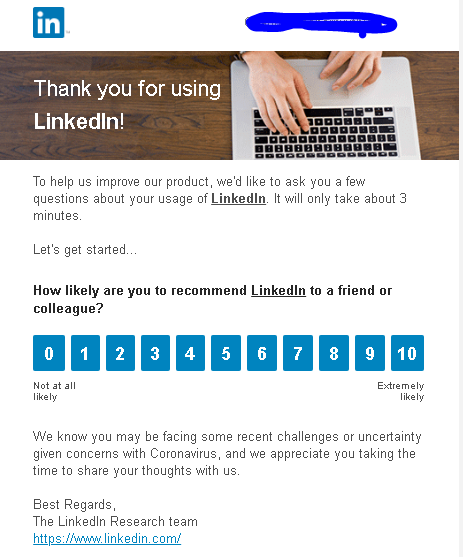 in
Thank you for using
LinkedIn!
To help us improve our product, we'd like to ask you a few
questions about your usage of LinkedIn. It will only take about 3
minutes.
Let's get started...
How likely are you to recommend LinkedIn to a friend or
colleague?
0 1 2 3 4 5 6 7 8 9 10
Not at all
likely
Extremely
likely
We know you may be facing some recent challenges or uncertainty
given concerns with Coronavirus, and we appreciate you taking the
time to share your thoughts with us.
Best Regards,
The LinkedIn Research team
https://www.linkedin.com/